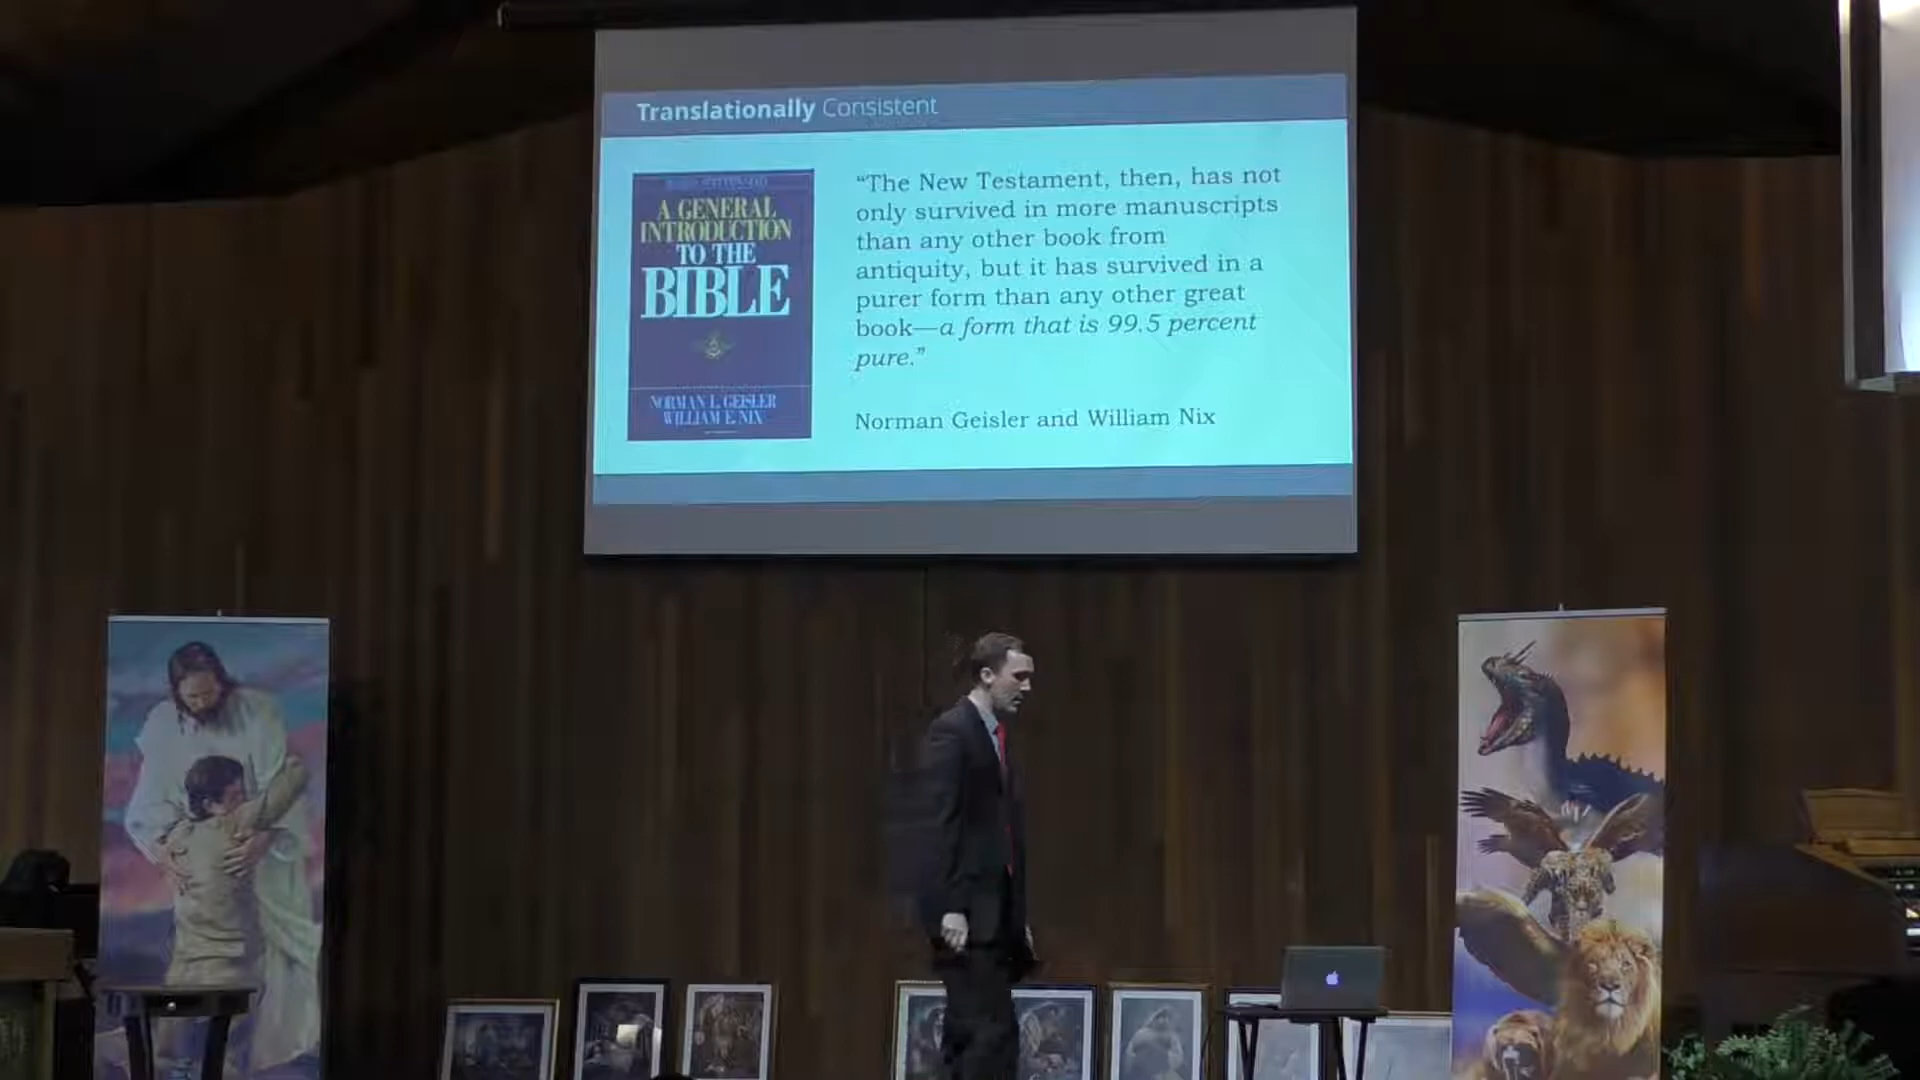 Translationally Consistent
A GENERAL
INTRODUCTION
TO THE
BIBLE
NORMAN L. GEISLER
WILLIAM E. NIX
“The New Testament, then, has not
only survived in more manuscripts
than any other book from
antiquity, but it has survived in a
purer form than any other great
book—a form that is 99.5 percent
pure.”
Norman Geisler and William Nix